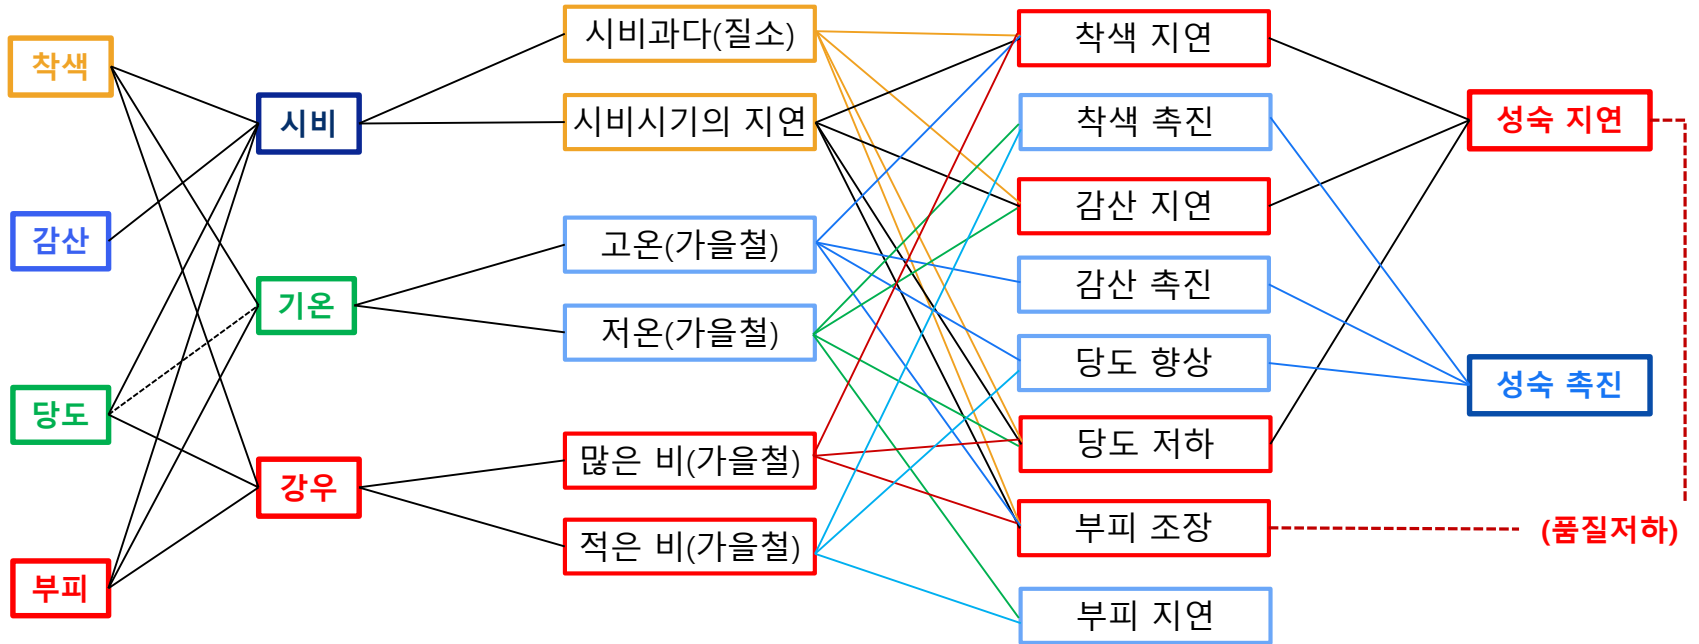 착색
감산
당도
부피
시비
기온
강우
시비과다(질소)
시비시기의 지연
고온(가을철)
저온(가을철)
많은 비(가을철)
적은 비(가을철)
착색 지연
착색 촉진
감산 지연
감산 촉진
당도 향상
당도 저하
부피 조장
부피 지연
성숙 지연
성숙 촉진
(품질저하)